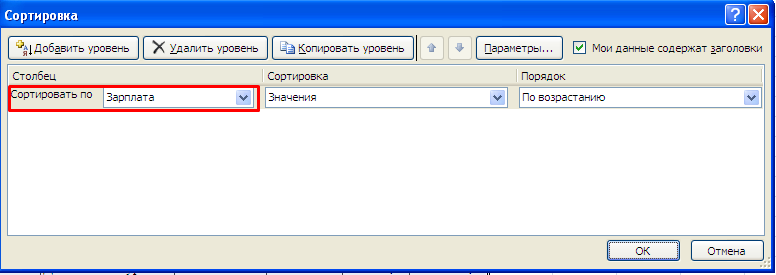 Сортировка
Добавить уровень Удалить уровень Копировать уровень Параметры... Мои данные содержат заголовки
Столбец Сортировка Порядок
Сортировать по Зарплата Значения По возрастанию
ОК Отмена